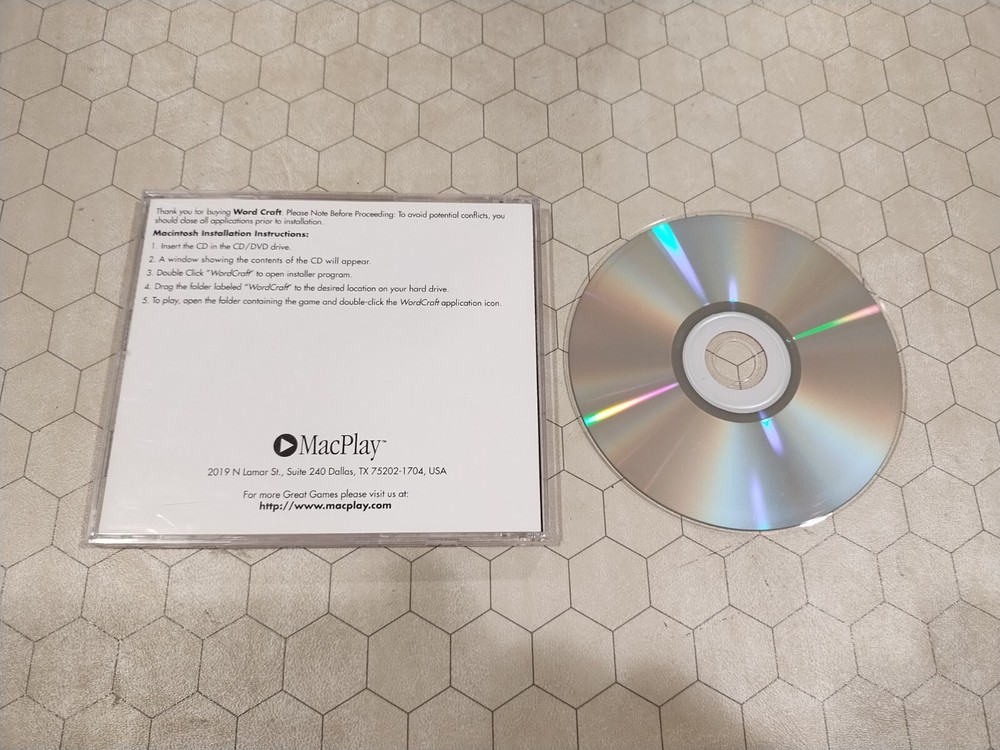 Thank you for buying Word Craft. Please Note Before Proceeding: To avoid potential conflicts, you
should close all applications prior to installation.
Macintosh Installation Instructions:
1. Insert the CD in the CD/DVD drive.
2. A window showing the contents of the CD will appear.
3. Double Click "WordCraft" to open installer program.
4. Drag the folder labeled "WordCraft" to the desired location on your hard drive.
5. To play, open the folder containing the game and double-click the WordCraft application icon.
MacPlay™
2019 N Lamar St., Suite 240 Dallas, TX 75202-1704, USA
For more Great Games please visit us at:
http://www.macplay.com